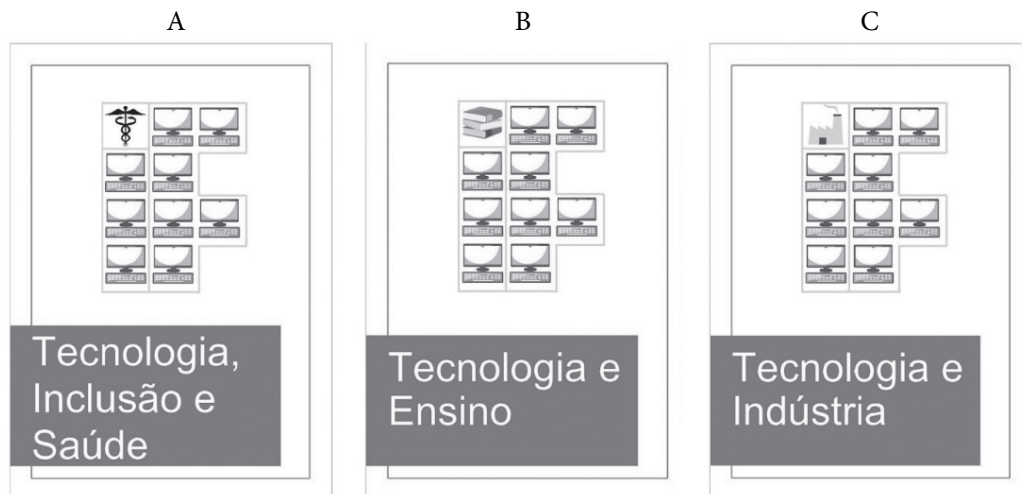 A
B
C
Tecnologia,
Inclusão e
Saúde
Tecnologia e
Ensino
Tecnologia e
Indústria